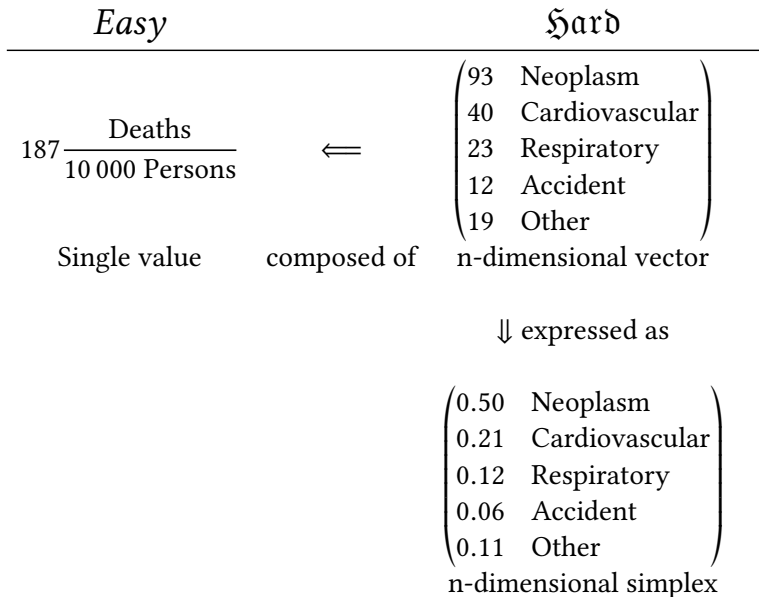 Easy ℌ𝔞𝔯𝔡
93 Neoplasm
40 Cardiovascular
187 Deaths / 10 000 Persons ⟸ 23 Respiratory
12 Accident
19 Other
Single value composed of n-dimensional vector
⇓ expressed as
0.50 Neoplasm
0.21 Cardiovascular
0.12 Respiratory
0.06 Accident
0.11 Other
n-dimensional simplex